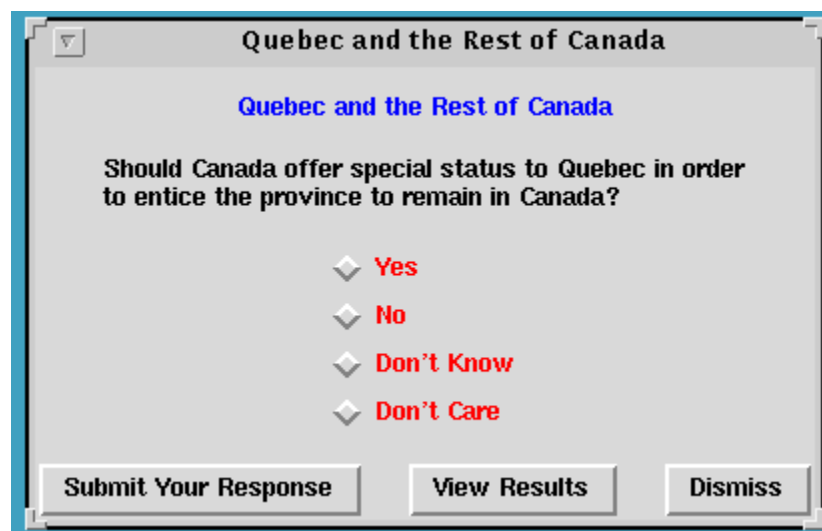 Quebec and the Rest of Canada
Quebec and the Rest of Canada
Should Canada offer special status to Quebec in order
to entice the province to remain in Canada?
Yes
No
Don't Know
Don't Care
Submit Your Response View Results Dismiss